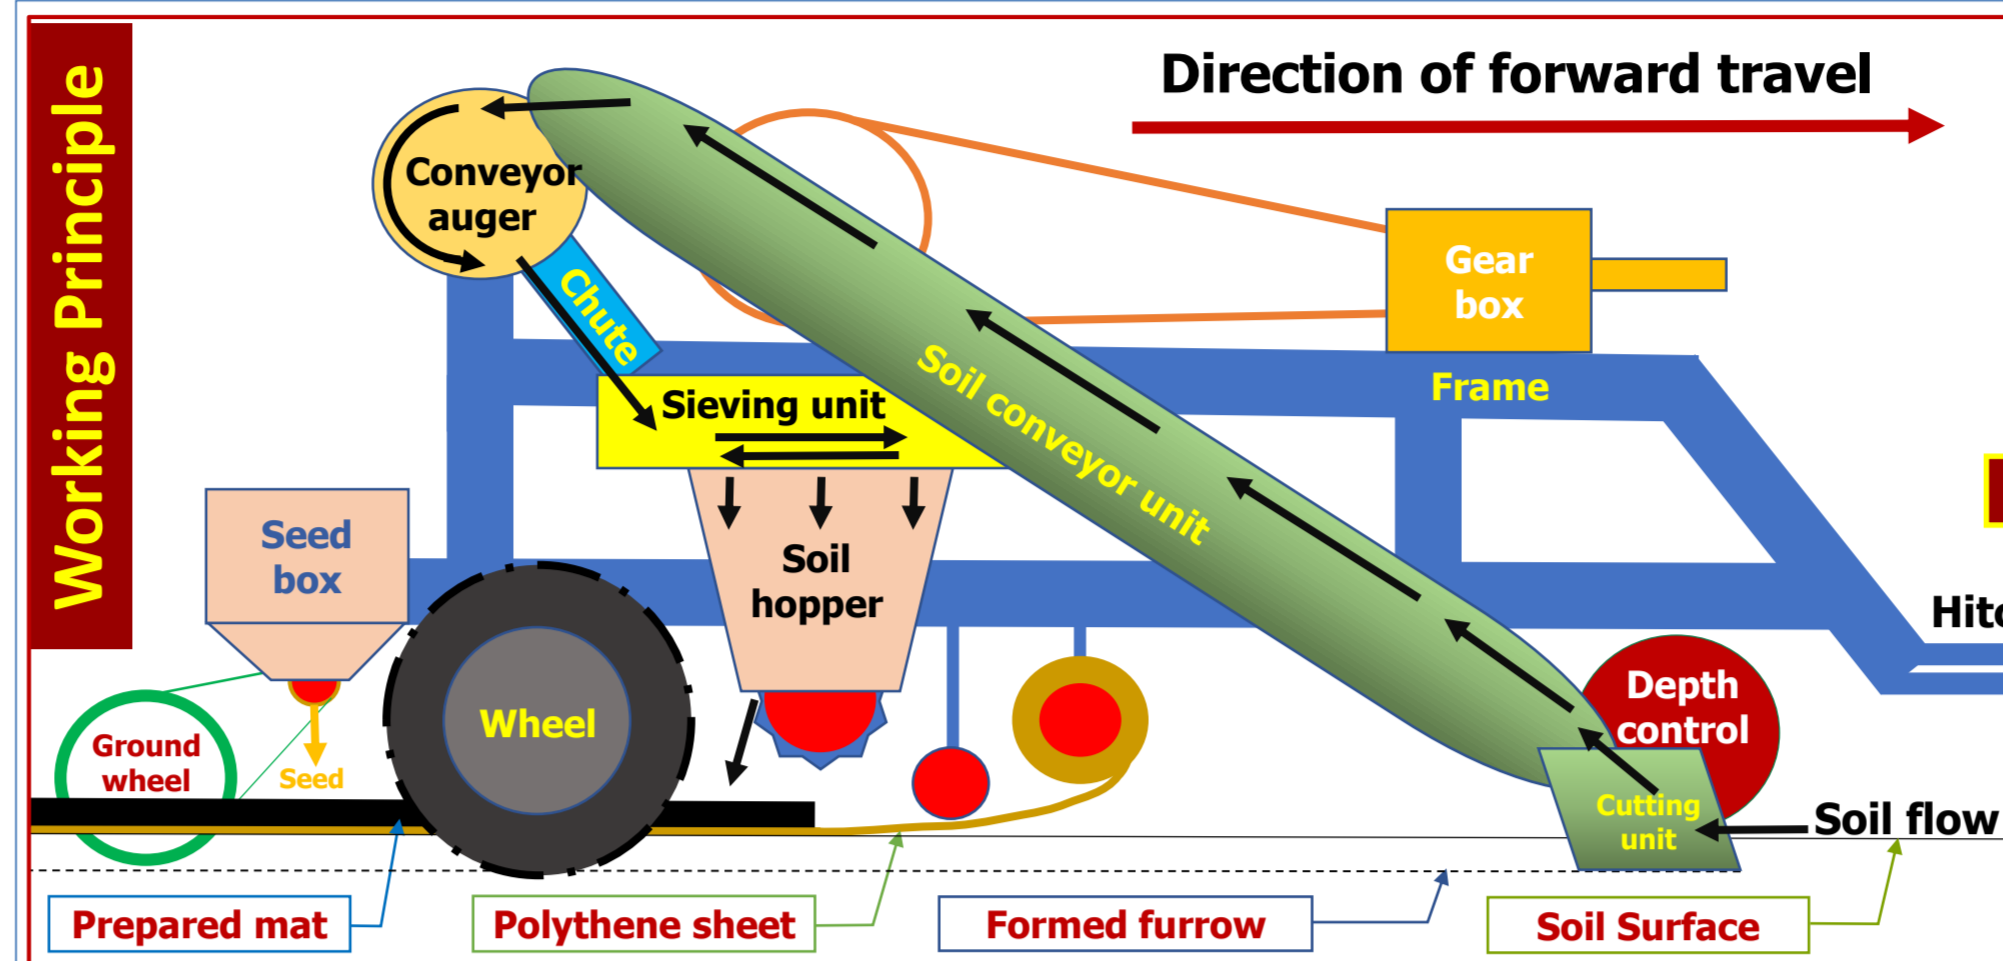 Working Principle
Direction of forward travel
Conveyor
auger
Chute
Gear
box
Frame
Sieving unit
Soil conveyor unit
Seed
box
Soil
hopper
Wheel
Ground
wheel
Seed
Depth
control
Cutting
unit
Soil flow
Prepared mat
Polythene sheet
Formed furrow
Soil Surface